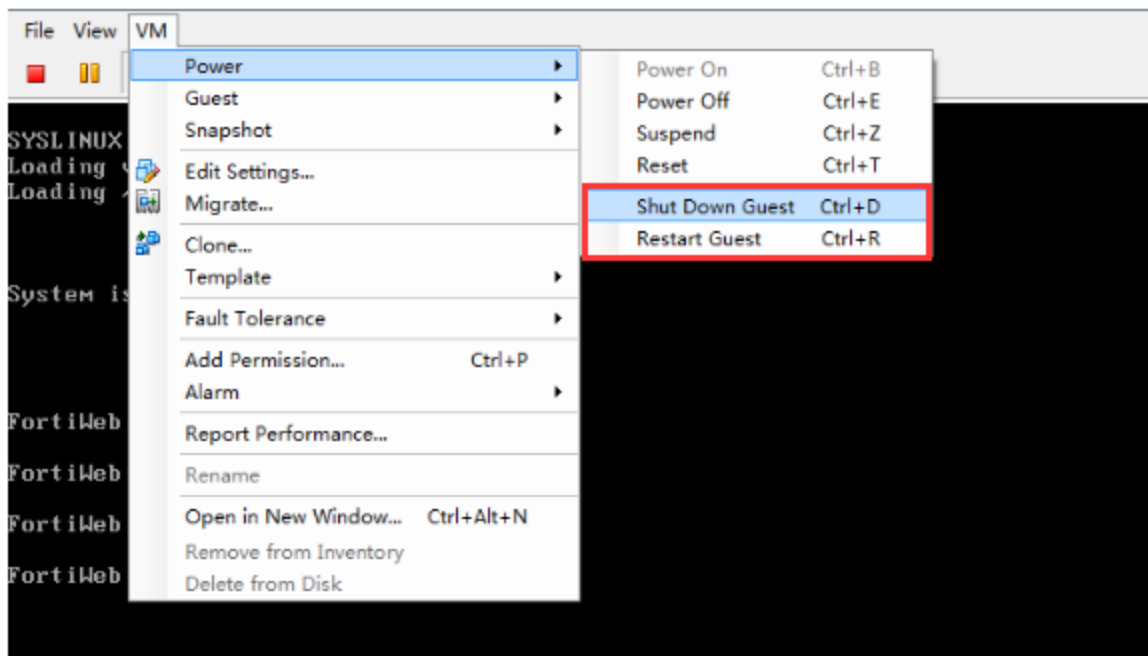 File View VM
Power
Guest
Snapshot
Edit Settings...
Migrate...
Clone...
Template
Fault Tolerance
Add Permission... Ctrl+P
Alarm
Report Performance...
Rename
Open in New Window... Ctrl+Alt+N
Remove from Inventory
Delete from Disk
Power On Ctrl+B
Power Off Ctrl+E
Suspend Ctrl+Z
Reset Ctrl+T
Shut Down Guest Ctrl+D
Restart Guest Ctrl+R
SYSLINUX
Loading
Loading
System is
FortiWeb
FortiWeb
FortiWeb
FortiWeb